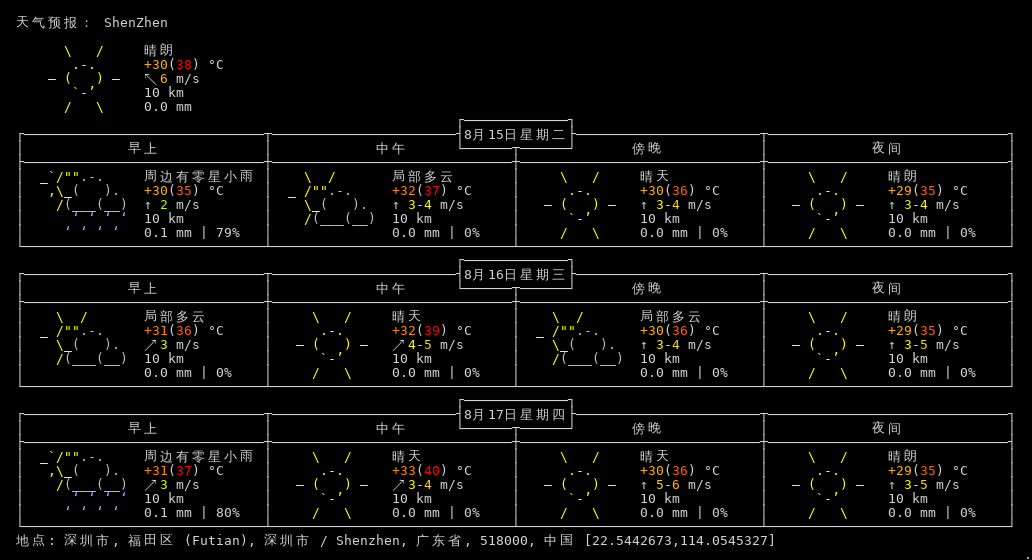 天气预报： ShenZhen
晴朗
+30(38) °C
↖6 m/s
10 km
0.0 mm
8月15日星期二
早上 中午 傍晚 夜间
周边有零星小雨 局部多云 晴天 晴朗
+30(35) °C +32(37) °C +30(36) °C +29(35) °C
↑ 2 m/s ↑ 3-4 m/s ↑ 3-4 m/s ↑ 3-4 m/s
10 km 10 km 10 km 10 km
0.1 mm | 79% 0.0 mm | 0% 0.0 mm | 0% 0.0 mm | 0%
8月16日星期三
早上 中午 傍晚 夜间
局部多云 晴天 局部多云 晴朗
+31(36) °C +32(39) °C +30(36) °C +29(35) °C
↗3 m/s ↗4-5 m/s ↑ 3-4 m/s ↑ 3-5 m/s
10 km 10 km 10 km 10 km
0.0 mm | 0% 0.0 mm | 0% 0.0 mm | 0% 0.0 mm | 0%
8月17日星期四
早上 中午 傍晚 夜间
周边有零星小雨 晴天 晴天 晴朗
+31(37) °C +33(40) °C +30(36) °C +29(35) °C
↗3 m/s ↗3-4 m/s ↑ 5-6 m/s ↑ 3-5 m/s
10 km 10 km 10 km 10 km
0.1 mm | 80% 0.0 mm | 0% 0.0 mm | 0% 0.0 mm | 0%
地点: 深圳市, 福田区 (Futian), 深圳市 / Shenzhen, 广东省, 518000, 中国 [22.5442673,114.0545327]